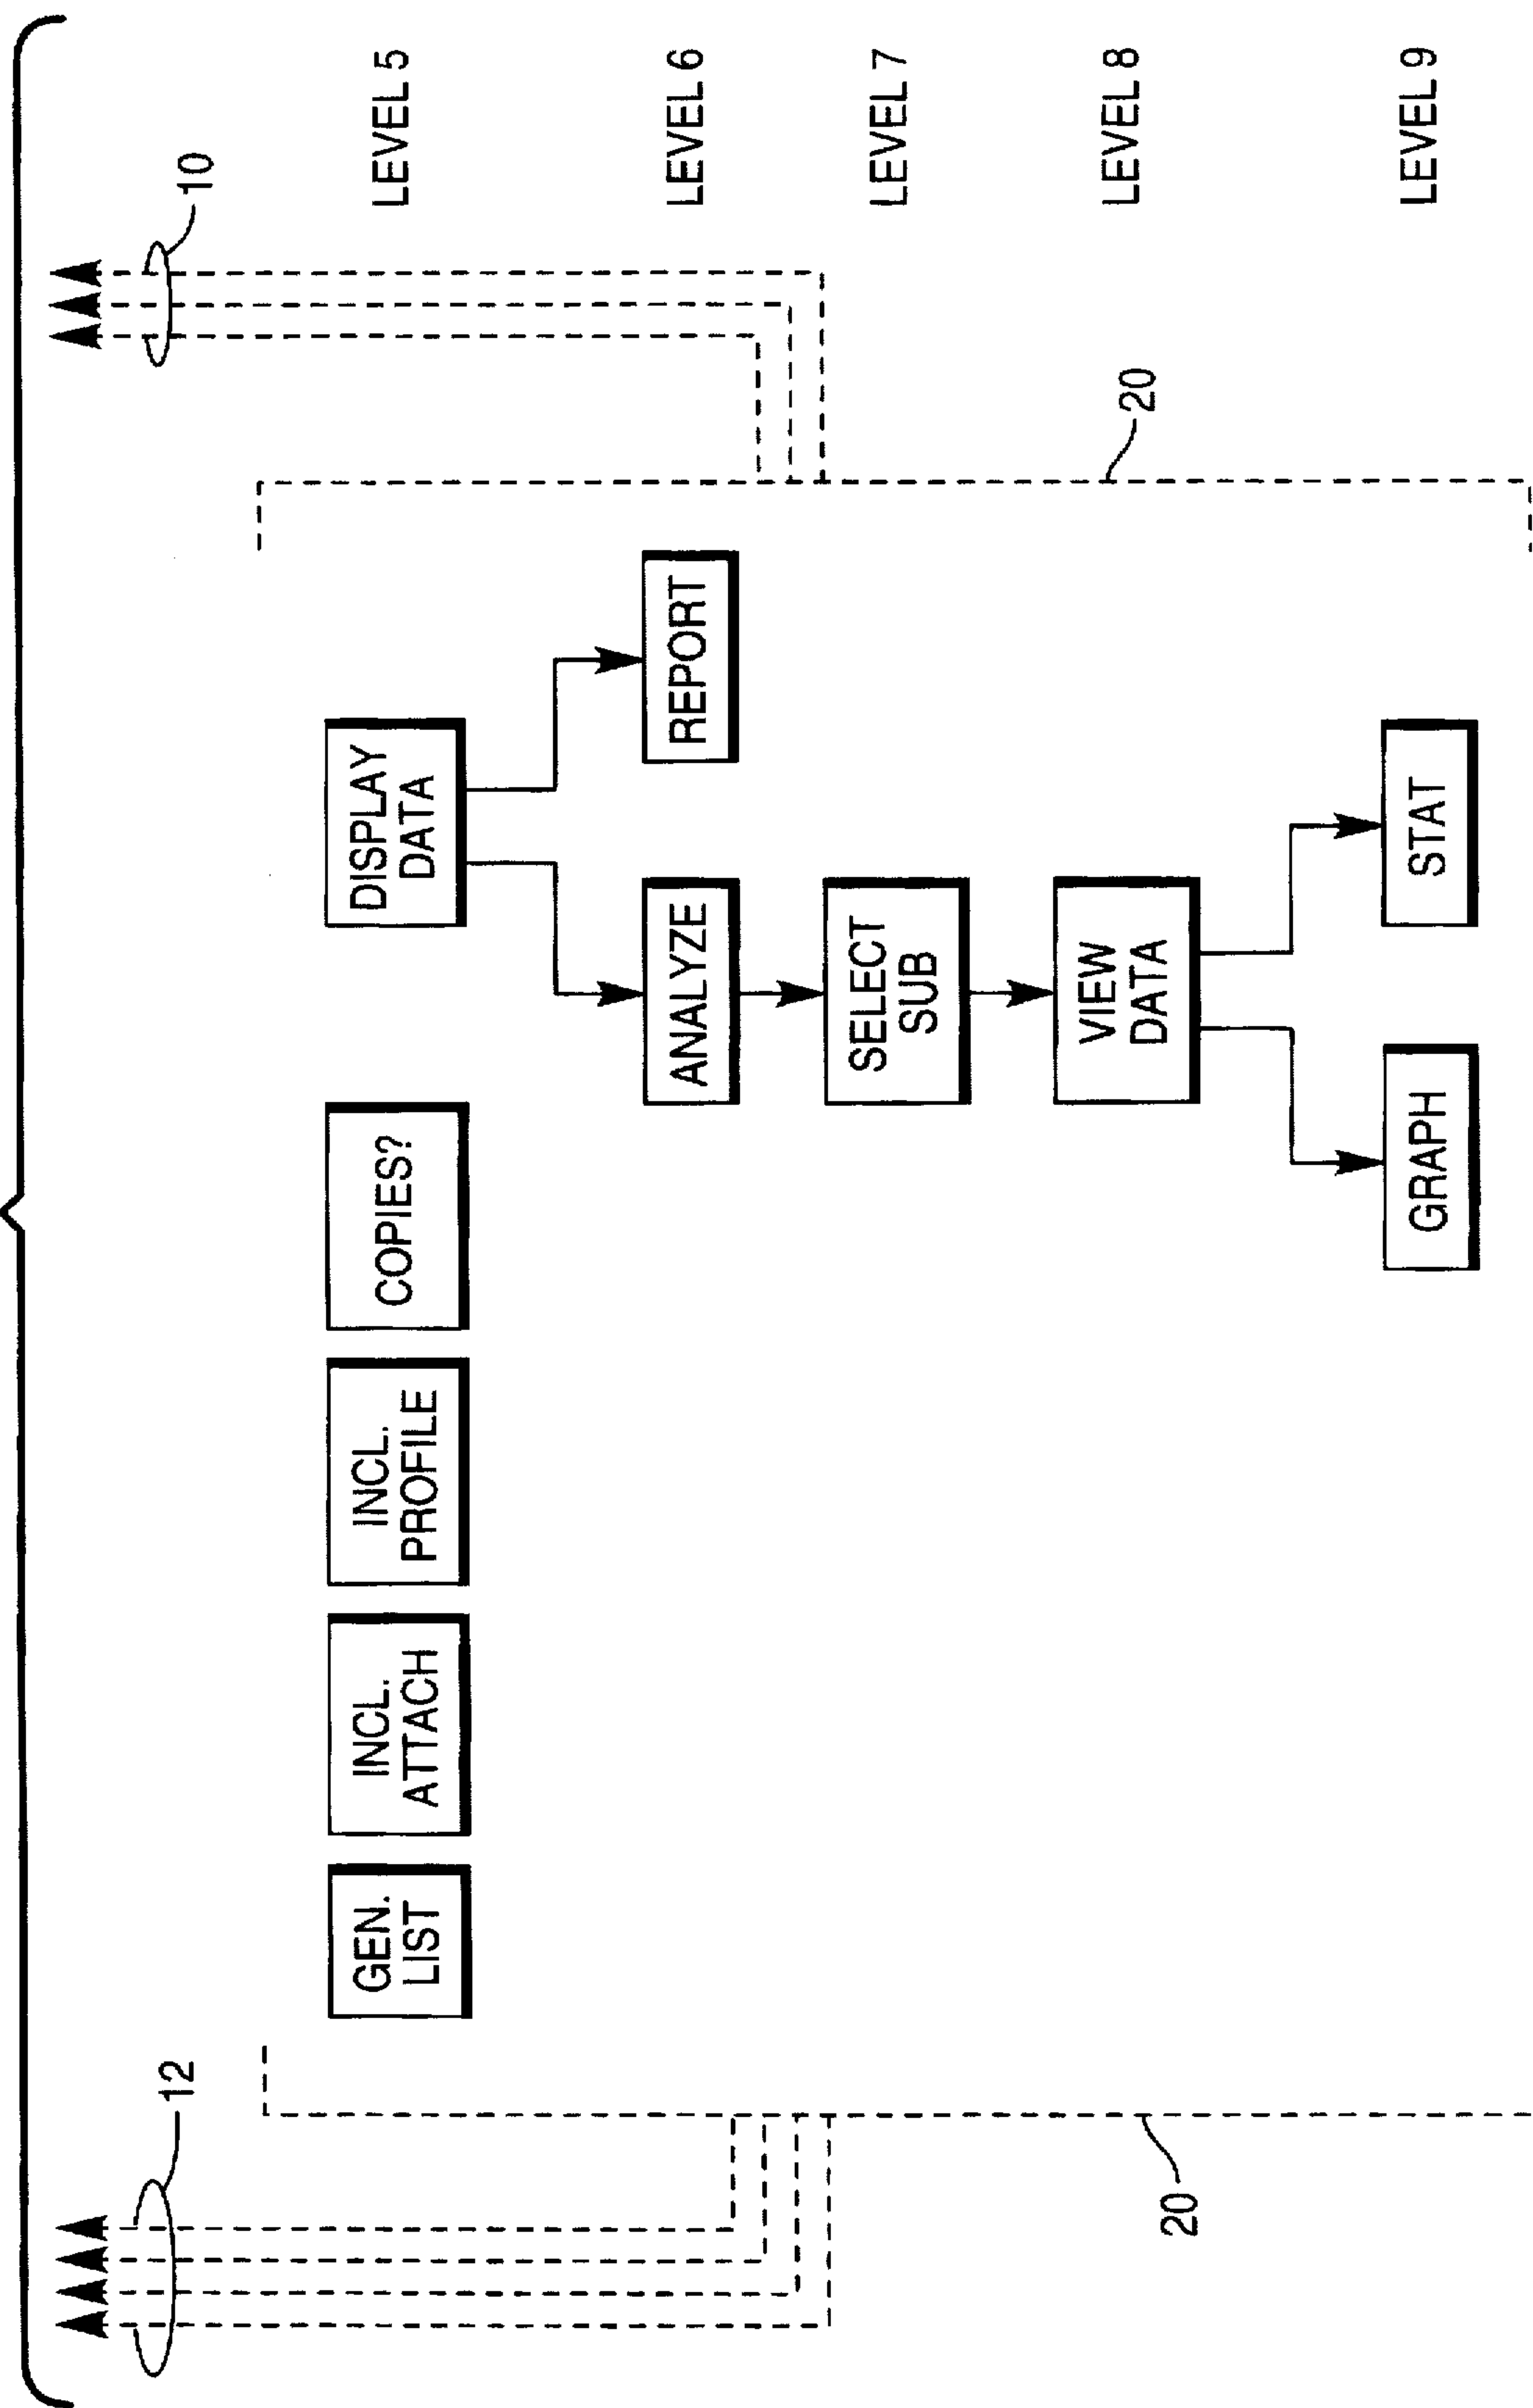 12
10
GEN.
LIST
INCL.
ATTACH
INCL.
PROFILE
COPIES?
DISPLAY
DATA
LEVEL 5
ANALYZE
REPORT
LEVEL 6
SELECT
SUB
LEVEL 7
VIEW
DATA
20
20
LEVEL 8
GRAPH
STAT
LEVEL 9